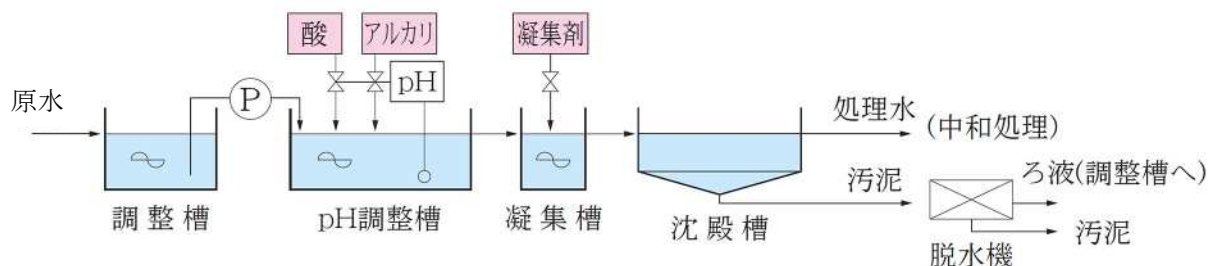 酸
アルカリ
凝集剤
原水
P
pH
処理水
(中和処理)
汚泥
ろ液(調整槽へ)
汚泥
調整槽
pH調整槽
凝集槽
沈殿槽
脱水機